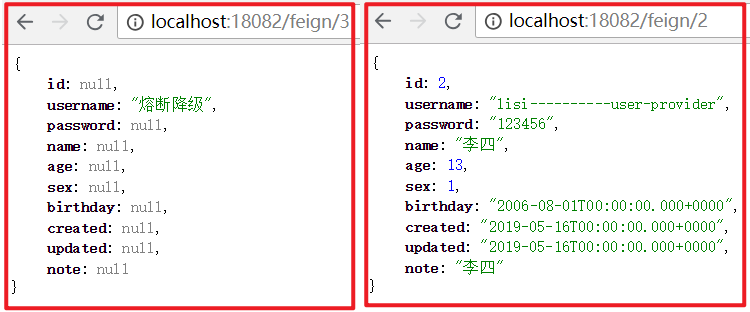 localhost:18082/feign/3
{
id: null,
username: "熔断降级",
password: null,
name: null,
age: null,
sex: null,
birthday: null,
created: null,
updated: null,
note: null
}
localhost:18082/feign/2
{
id: 2,
username: "lisi----------user-provider",
password: "123456",
name: "李四",
age: 13,
sex: 1,
birthday: "2006-08-01T00:00:00.000+0000",
created: "2019-05-16T00:00:00.000+0000",
updated: "2019-05-16T00:00:00.000+0000",
note: "李四"
}